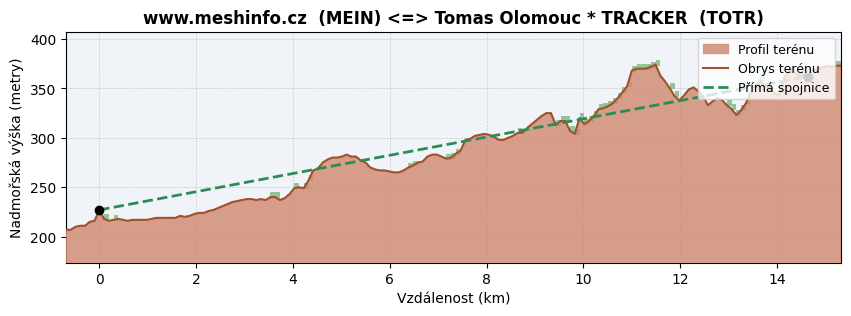 www.meshinfo.cz (MEIN) <=> Tomas Olomouc * TRACKER (TOTR)
Nadmořská výška (metry)
400
350
300
250
200
Profil terénu
Obrys terénu
Přímá spojnice
0 2 4 6 8 10 12 14
Vzdálenost (km)